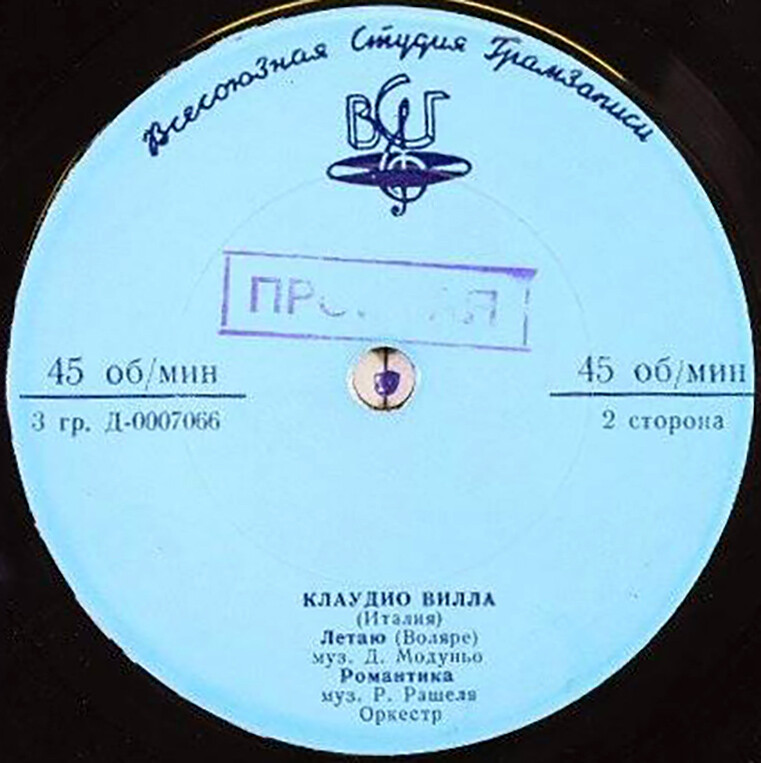 Всесоюзная Студия Грамзаписи
ВСГ
45 об/мин
45 об/мин
3 гр. Д-0007066
2 сторона
КЛАУДИО ВИЛЛА
(Италия)
Летаю (Воляре)
муз. Д. Модуньо
Романтика
муз. Р. Рашеля
Оркестр